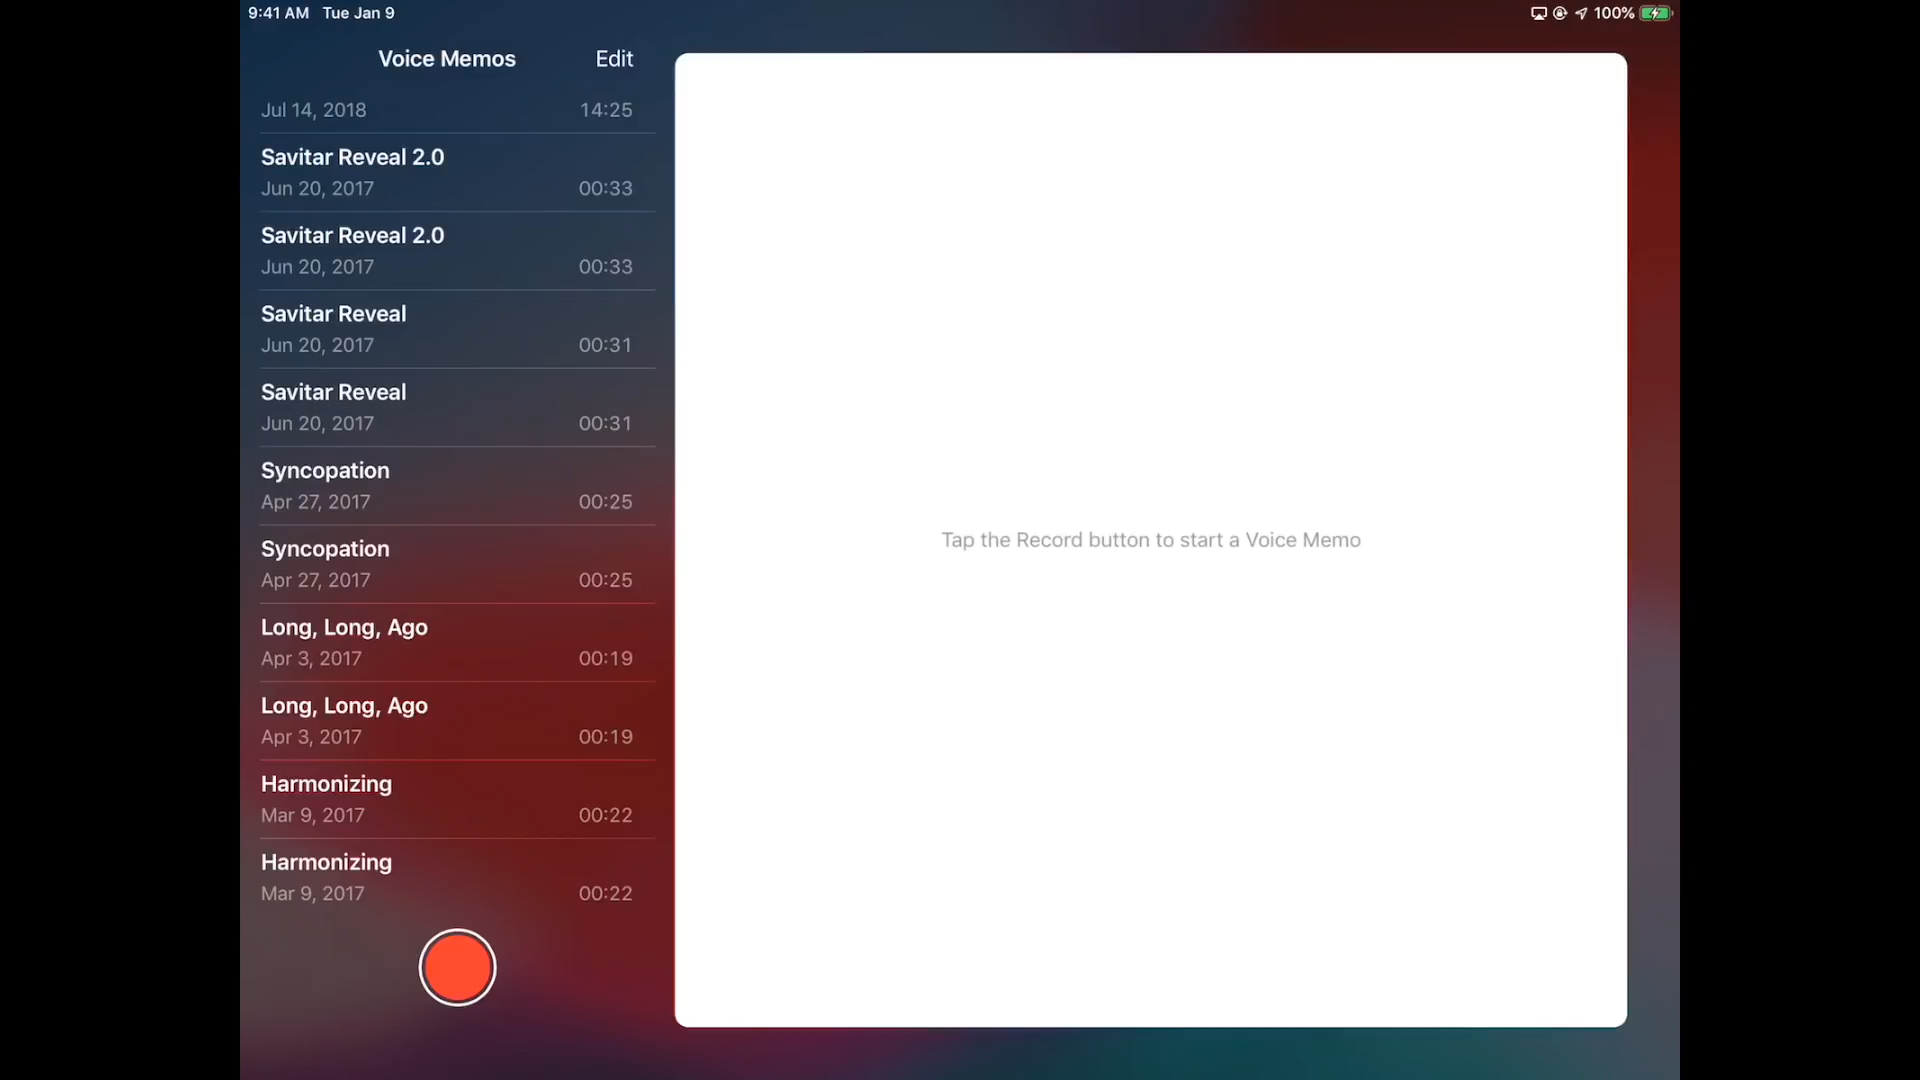 9:41 AM Tue Jan 9
100%
Voice Memos Edit
Jul 14, 2018 14:25
Savitar Reveal 2.0
Jun 20, 2017 00:33
Savitar Reveal 2.0
Jun 20, 2017 00:33
Savitar Reveal
Jun 20, 2017 00:31
Savitar Reveal
Jun 20, 2017 00:31
Syncopation
Apr 27, 2017 00:25
Syncopation
Apr 27, 2017 00:25
Long, Long, Ago
Apr 3, 2017 00:19
Long, Long, Ago
Apr 3, 2017 00:19
Harmonizing
Mar 9, 2017 00:22
Harmonizing
Mar 9, 2017 00:22
Tap the Record button to start a Voice Memo